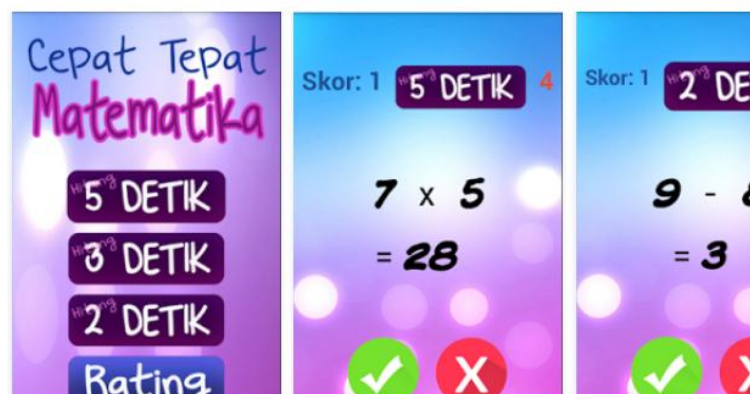 Cepat Tepat
Matematika
Hitung
5 DETIK
Hitung
3 DETIK
Hitung
2 DETIK
Rating
Skor: 1
Hitung
5 DETIK
4
7 x 5
= 28
Skor: 1
Hitung
2 DE
9 -
= 3